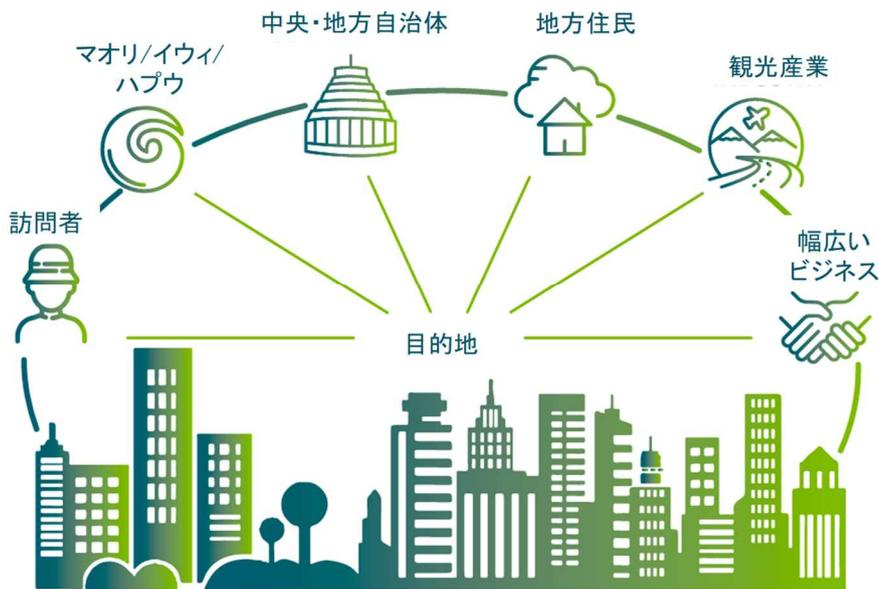 中央・地方自治体
地方住民
マオリ/イウィ/
ハプウ
観光産業
訪問者
幅広い
ビジネス
目的地